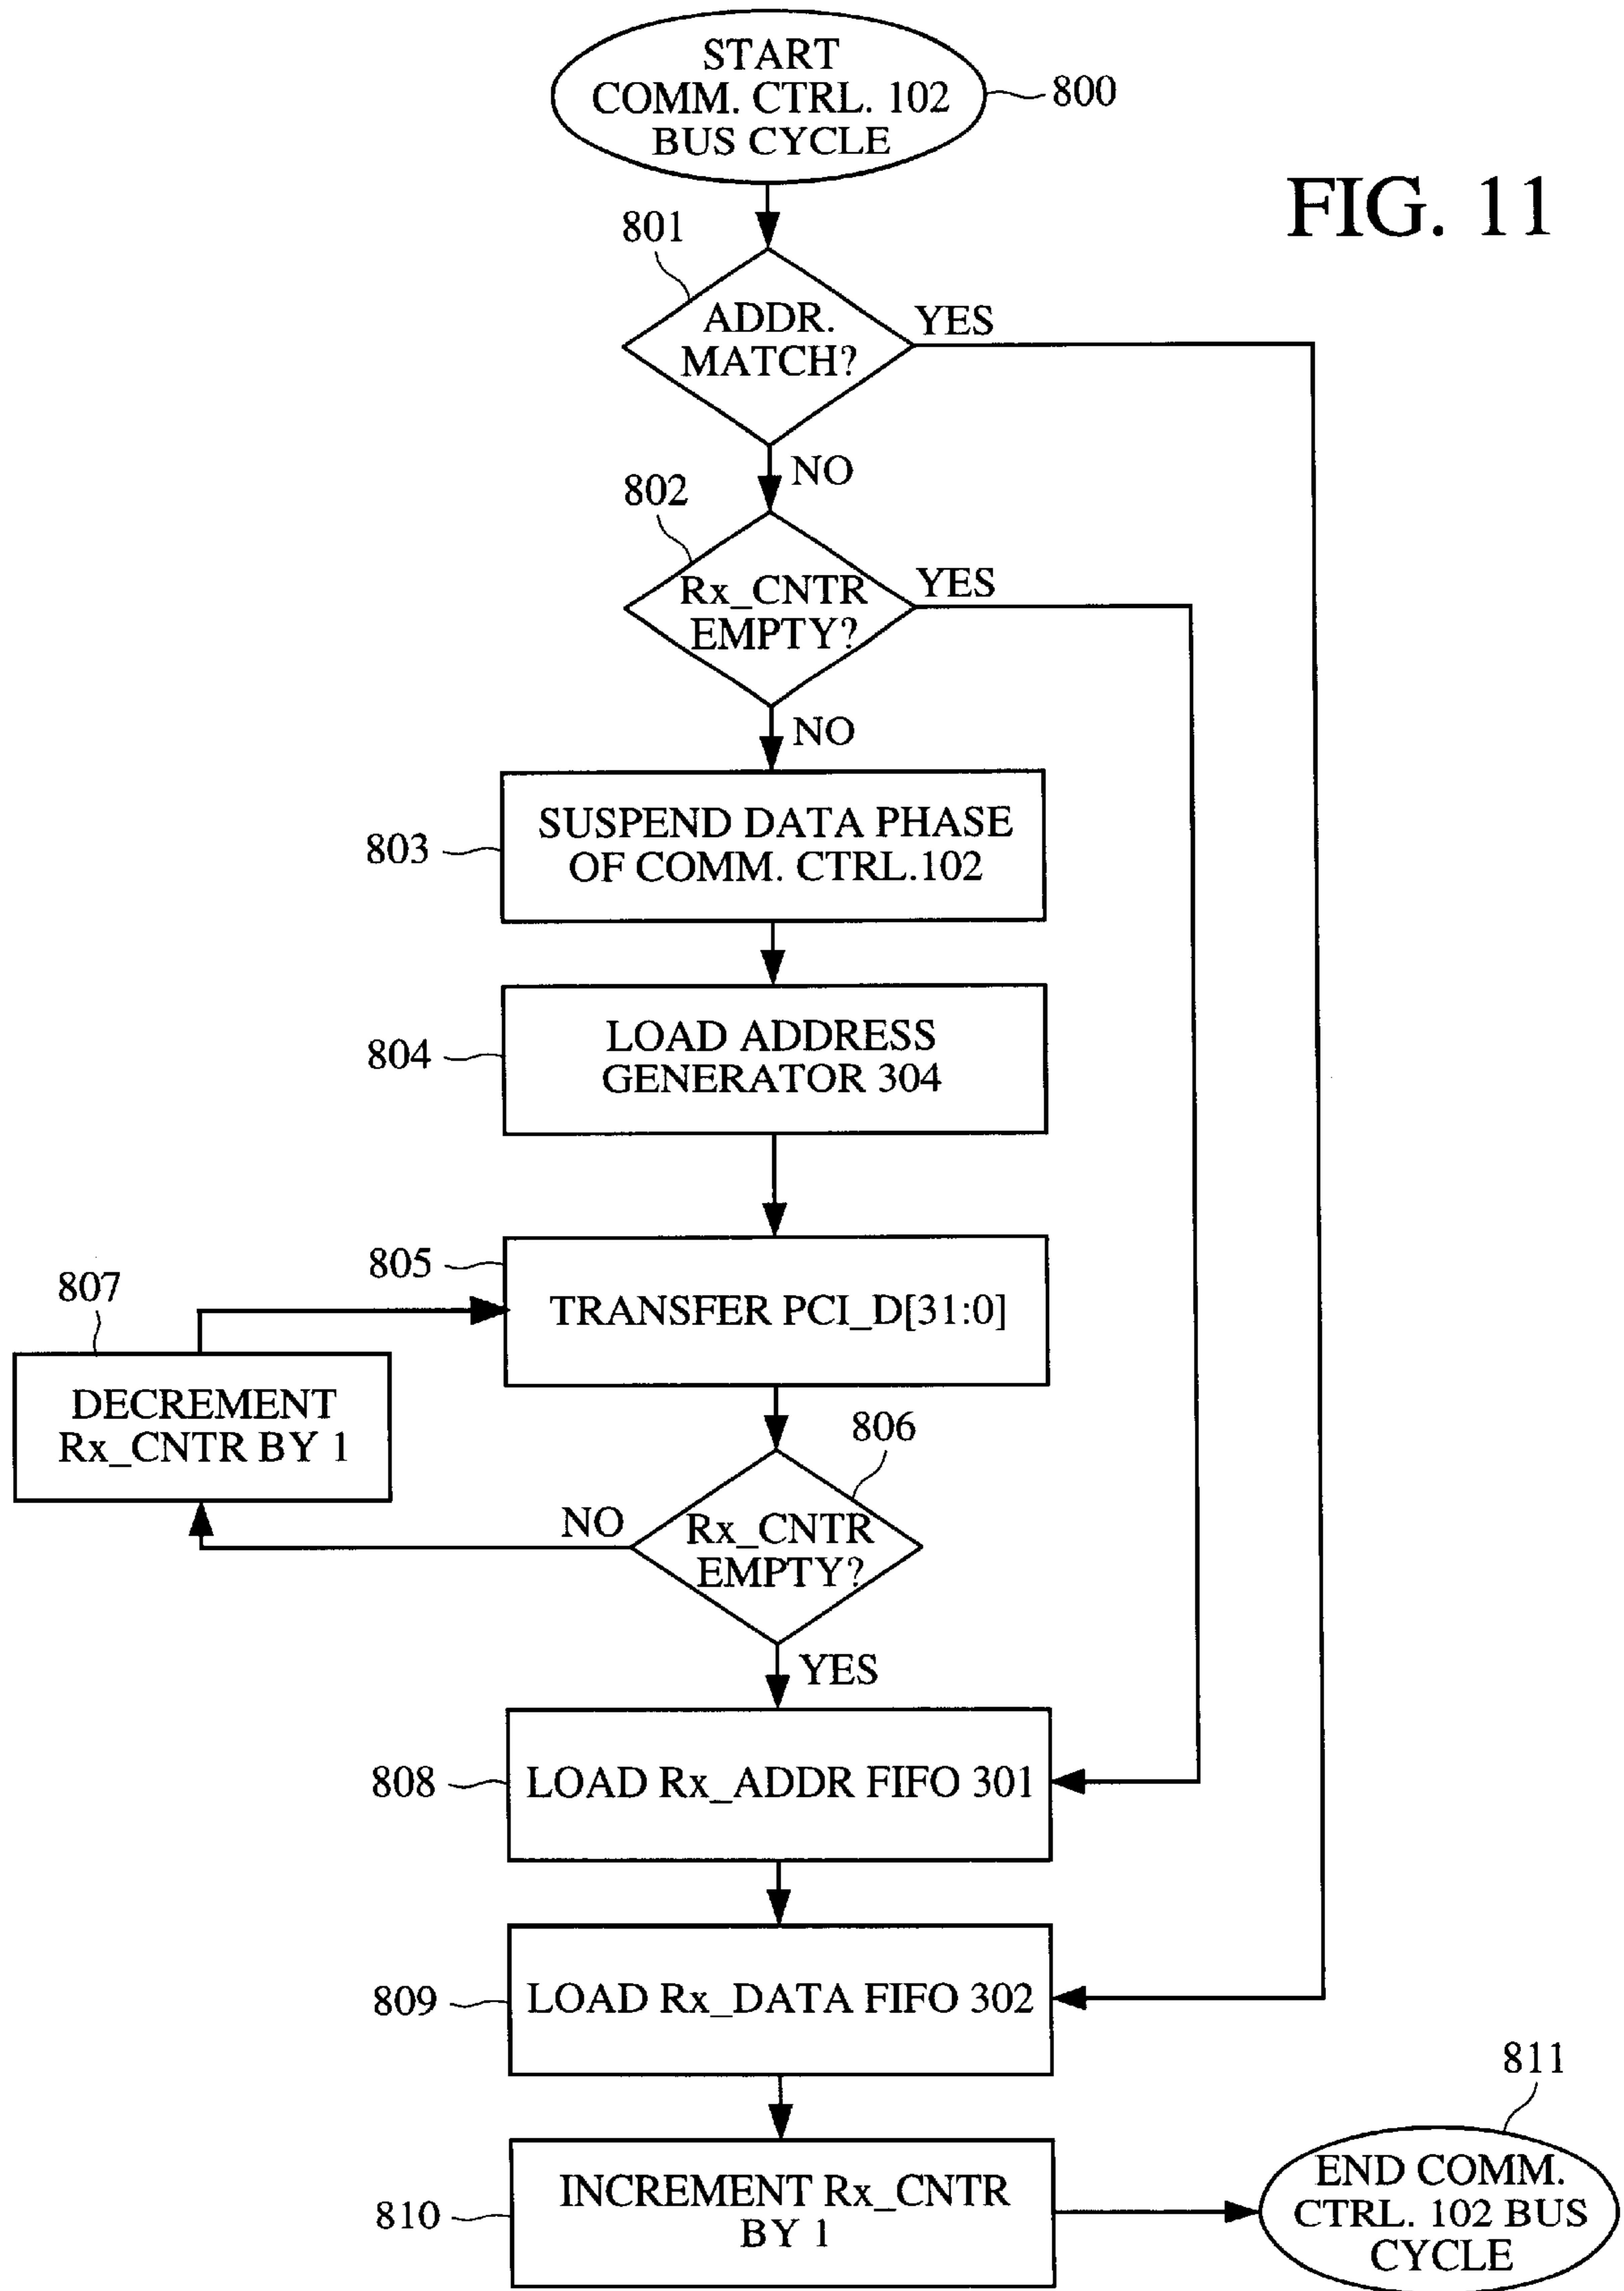 START
COMM. CTRL. 102
BUS CYCLE
800
FIG. 11
801
ADDR.
MATCH?
YES
NO
802
Rx_CNTR
EMPTY?
YES
NO
803
SUSPEND DATA PHASE
OF COMM. CTRL.102
804
LOAD ADDRESS
GENERATOR 304
805
TRANSFER PCI_D[31:0]
807
DECREMENT
Rx_CNTR BY 1
806
Rx_CNTR
EMPTY?
NO
YES
808
LOAD Rx_ADDR FIFO 301
809
LOAD Rx_DATA FIFO 302
810
INCREMENT Rx_CNTR
BY 1
811
END COMM.
CTRL. 102 BUS
CYCLE